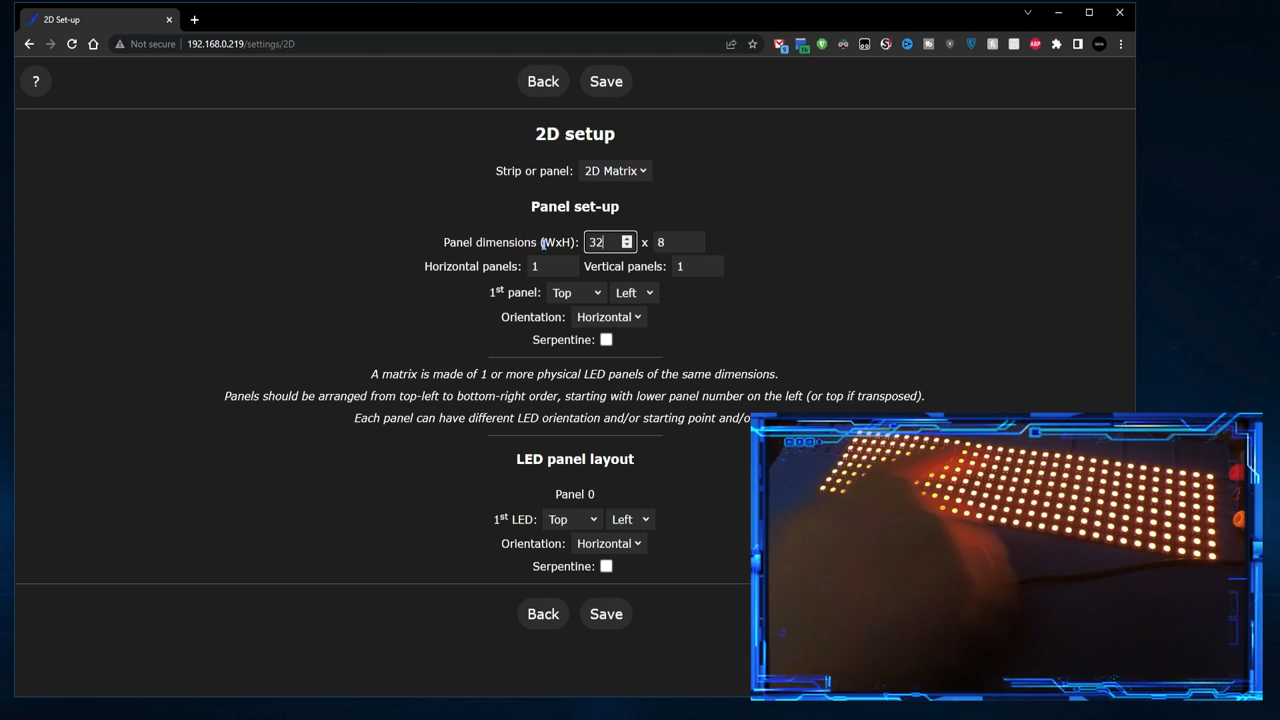 2D Set-up
Not secure 192.168.0.219/settings/2D
?
Back Save
2D setup
Strip or panel: 2D Matrix
Panel set-up
Panel dimensions (WxH): 32 x 8
Horizontal panels: 1 Vertical panels: 1
1st panel: Top Left
Orientation: Horizontal
Serpentine:
A matrix is made of 1 or more physical LED panels of the same dimensions.
Panels should be arranged from top-left to bottom-right order, starting with lower panel number on the left (or top if transposed).
Each panel can have different LED orientation and/or starting point and/o
LED panel layout
Panel 0
1st LED: Top Left
Orientation: Horizontal
Serpentine:
Back Save